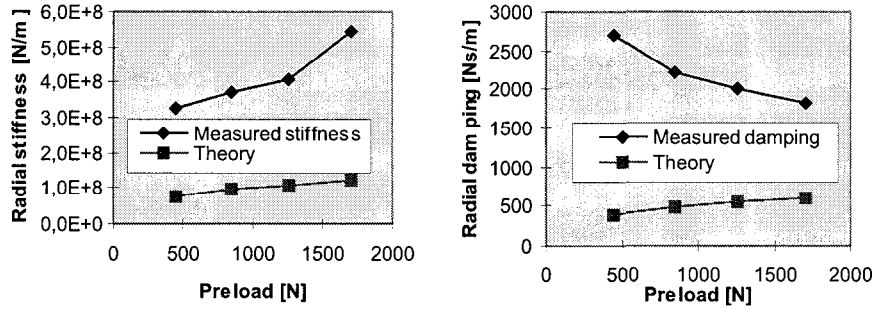 Radial stiffness [N/m]
6,0E+8
5,0E+8
4,0E+8
3,0E+8
2,0E+8
1,0E+8
0,0E+0
Measured stiffness
Theory
0
500
1000
1500
2000
Preload [N]
Radial dam ping [Ns/m]
3000
2500
2000
1500
1000
500
0
Measured damping
Theory
0
500
1000
1500
2000
Preload [N]